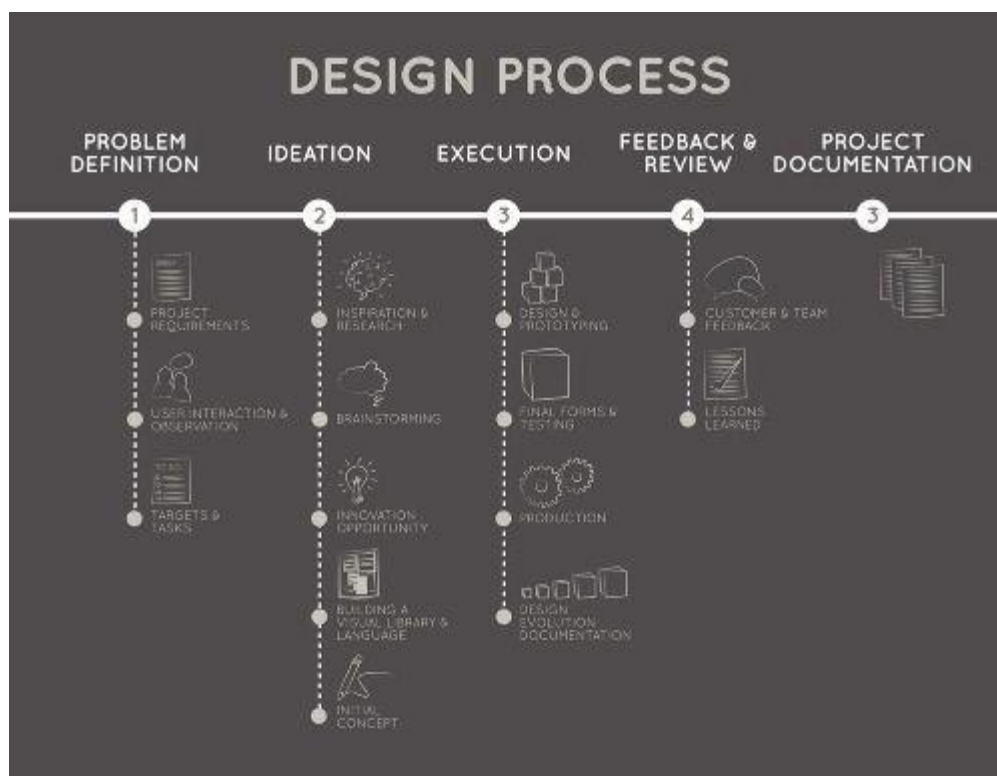 DESIGN PROCESS
PROBLEM
DEFINITION
IDEATION
EXECUTION
FEEDBACK &
REVIEW
PROJECT
DOCUMENTATION
1
2
3
4
3
PROJECT
REQUIREMENTS
USER INTERACTION &
OBSERVATION
TARGETS &
TASKS
INSPIRATION &
RESEARCH
BRAINSTORMING
INNOVATION
OPPORTUNITY
BUILDING A
VISUAL LIBRARY &
LANGUAGE
INITIAL
CONCEPT
DESIGN &
PROTOTYPING
FINAL FORMS &
TESTING
PRODUCTION
DESIGN
EVOLUTION
DOCUMENTATION
CUSTOMER & TEAM
FEEDBACK
LESSONS
LEARNED